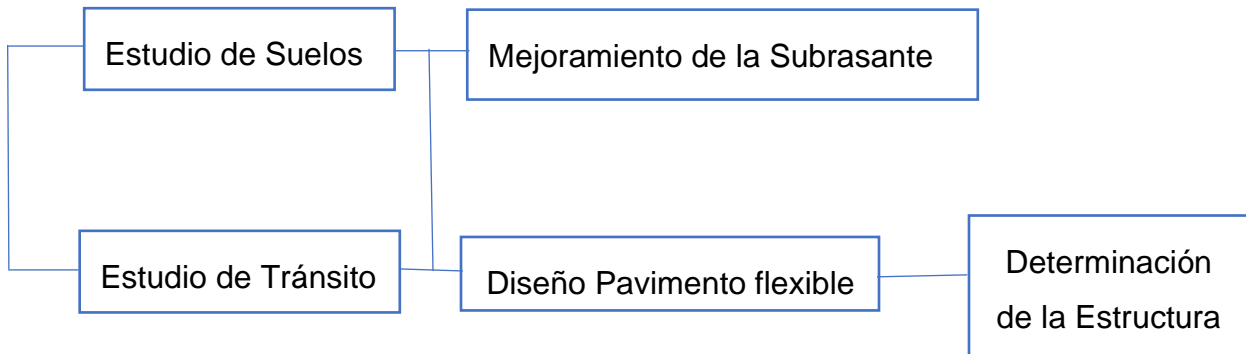 Estudio de Suelos
Mejoramiento de la Subrasante
Estudio de Tránsito
Diseño Pavimento flexible
Determinación
de la Estructura